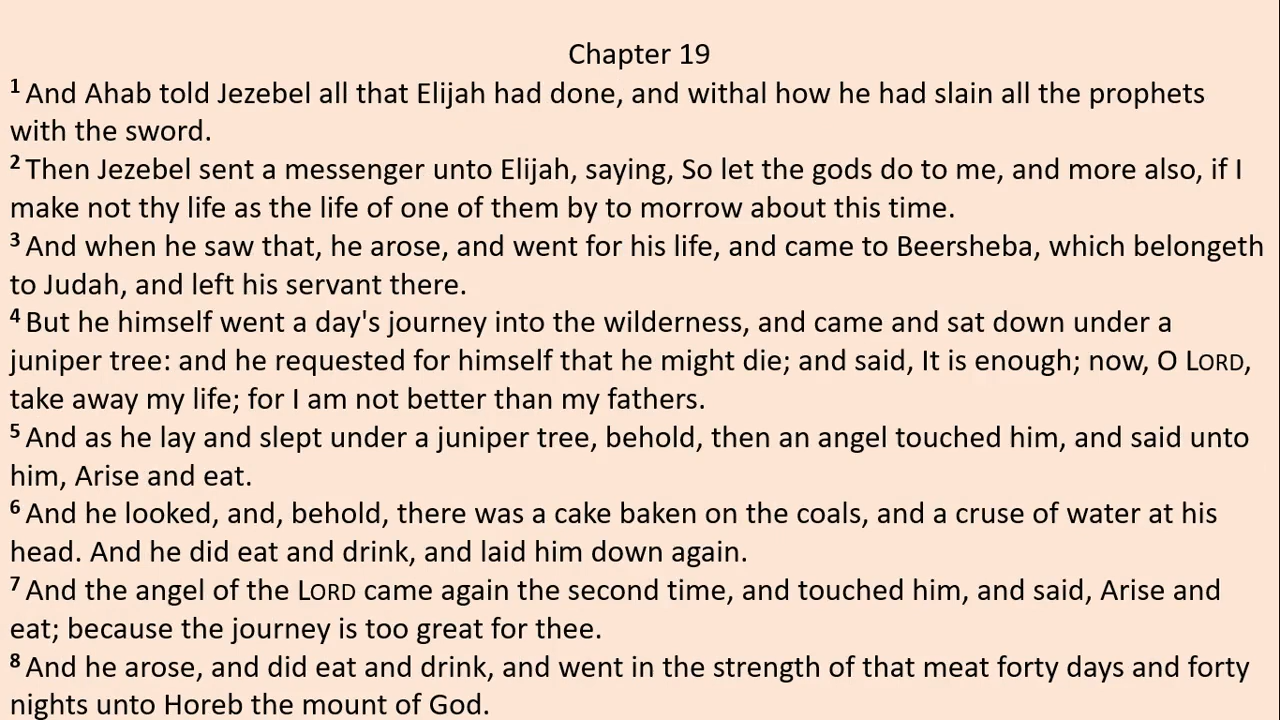 Chapter 19
1 And Ahab told Jezebel all that Elijah had done, and withal how he had slain all the prophets
with the sword.
2 Then Jezebel sent a messenger unto Elijah, saying, So let the gods do to me, and more also, if I
make not thy life as the life of one of them by to morrow about this time.
3 And when he saw that, he arose, and went for his life, and came to Beersheba, which belongeth
to Judah, and left his servant there.
4 But he himself went a day's journey into the wilderness, and came and sat down under a
juniper tree: and he requested for himself that he might die; and said, It is enough; now, O LORD,
take away my life; for I am not better than my fathers.
5 And as he lay and slept under a juniper tree, behold, then an angel touched him, and said unto
him, Arise and eat.
6 And he looked, and, behold, there was a cake baken on the coals, and a cruse of water at his
head. And he did eat and drink, and laid him down again.
7 And the angel of the LORD came again the second time, and touched him, and said, Arise and
eat; because the journey is too great for thee.
8 And he arose, and did eat and drink, and went in the strength of that meat forty days and forty
nights unto Horeb the mount of God.